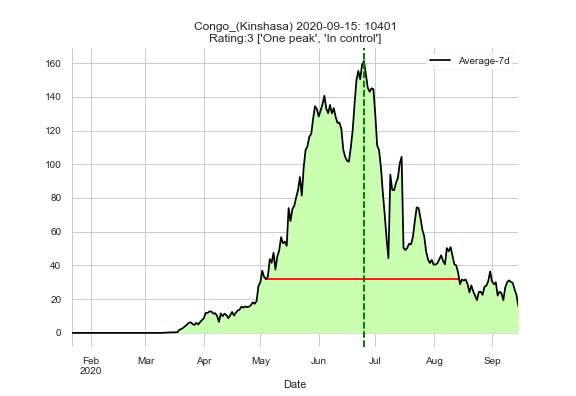 Congo_(Kinshasa) 2020-09-15: 10401
Rating:3 ['One peak', 'In control']
Average-7d
160
140
120
100
80
60
40
20
0
Feb
2020
Mar
Apr
May
Jun
Jul
Aug
Sep
Date